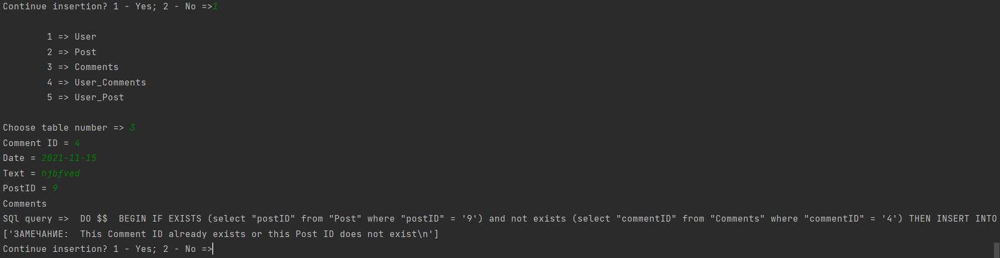 Continue insertion? 1 - Yes; 2 - No =>1
1 => User
2 => Post
3 => Comments
4 => User_Comments
5 => User_Post
Choose table number => 3
Comment ID = 4
Date = 2021-11-15
Text = hjbfved
PostID = 9
Comments
SQl query =>  DO $$  BEGIN IF EXISTS (select "postID" from "Post" where "postID" = '9') and not exists (select "commentID" from "Comments" where "commentID" = '4') THEN INSERT INTO
['ЗАМЕЧАНИЕ:  This Comment ID already exists or this Post ID does not exist\n']
Continue insertion? 1 - Yes; 2 - No =>